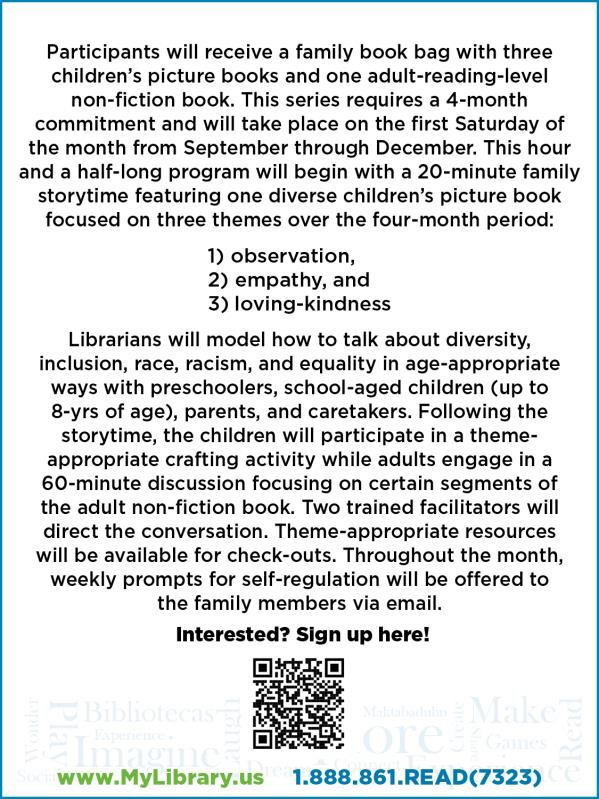 Participants will receive a family book bag with three
children's picture books and one adult-reading-level
non-fiction book. This series requires a 4-month
commitment and will take place on the first Saturday of
the month from September through December. This hour
and a half-long program will begin with a 20-minute family
storytime featuring one diverse children's picture book
focused on three themes over the four-month period:
1) observation,
2) empathy, and
3) loving-kindness
Librarians will model how to talk about diversity,
inclusion, race, racism, and equality in age-appropriate
ways with preschoolers, school-aged children (up to
8-yrs of age), parents, and caretakers. Following the
storytime, the children will participate in a theme-
appropriate crafting activity while adults engage in a
60-minute discussion focusing on certain segments of
the adult non-fiction book. Two trained facilitators will
direct the conversation. Theme-appropriate resources
will be available for check-outs. Throughout the month,
weekly prompts for self-regulation will be offered to
the family members via email.
Interested? Sign up here!
Wonder
Play
Bibliotecas
Experience
Imagine
Laugh
Maktabaduhu
Create
Make
Games
Read
ore
Connect
Dream
Experience
www.MyLibrary.us 1.888.861.READ(7323)